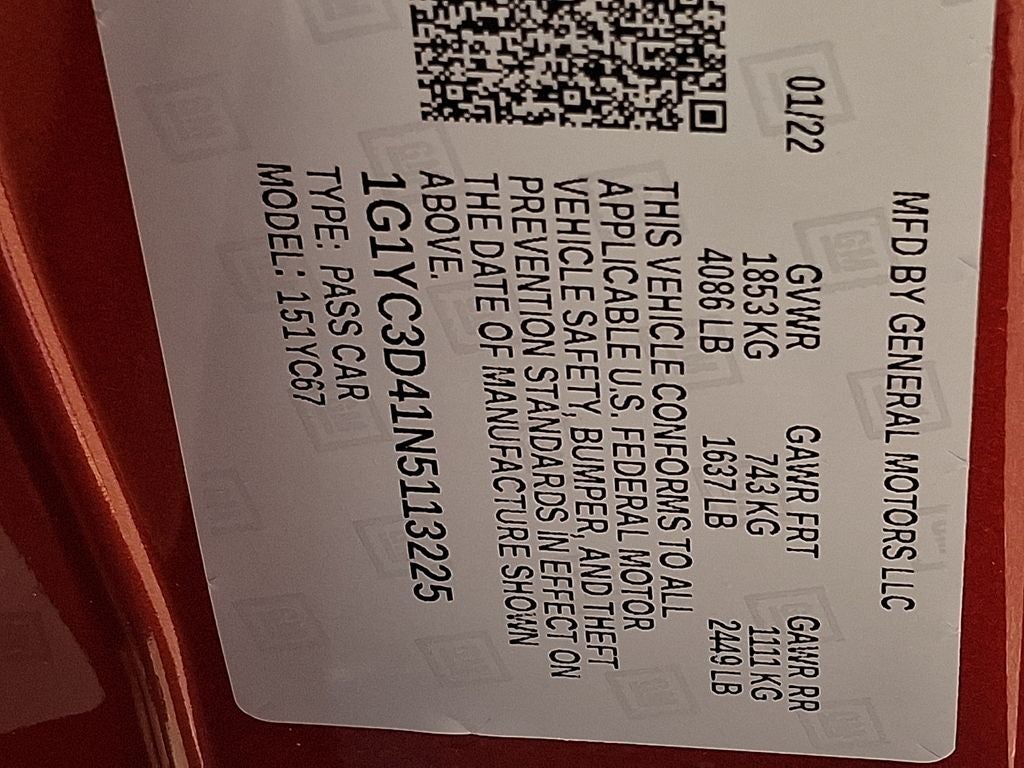 MFD BY GENERAL MOTORS LLC
01/22 GVWR GAWR FRT GAWR RR
1853 KG 743 KG 1111 KG
4086 LB 1637 LB 2449 LB
THIS VEHICLE CONFORMS TO ALL
APPLICABLE U.S. FEDERAL MOTOR
VEHICLE SAFETY, BUMPER, AND THEFT
PREVENTION STANDARDS IN EFFECT ON
THE DATE OF MANUFACTURE SHOWN
ABOVE.
1G1YC3D41N5113225
TYPE: PASS CAR
MODEL: 151YC67